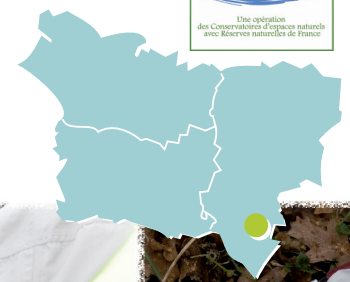 Une opération
des Conservatoires d'espaces naturels
avec Réserves naturelles de France